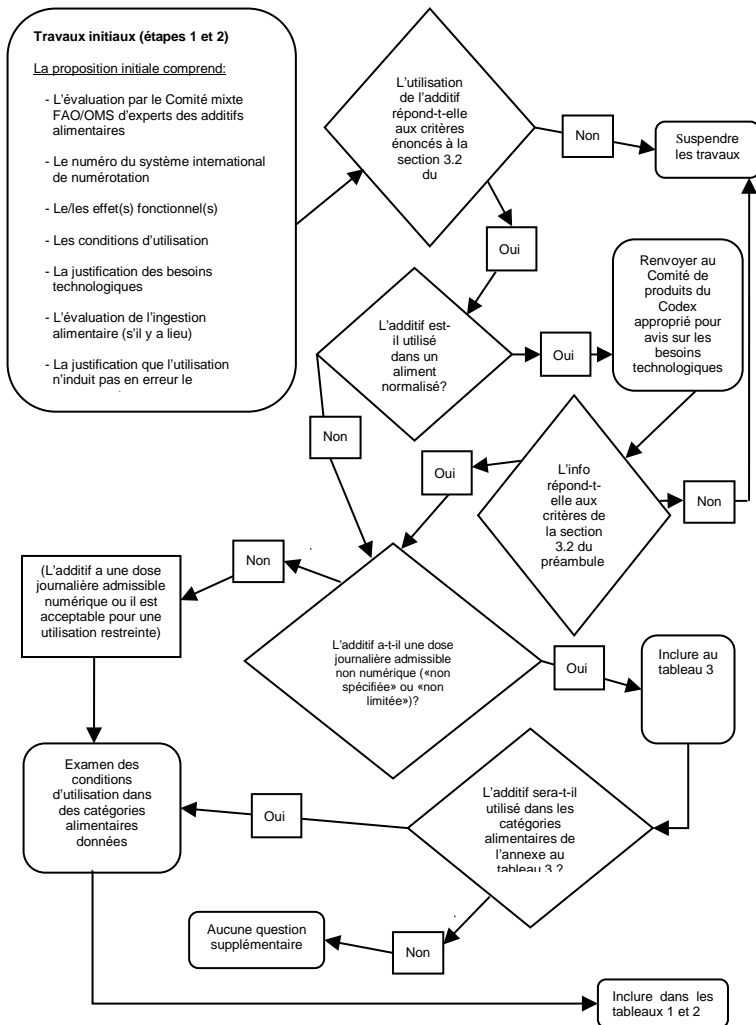 Travaux initiaux (étapes 1 et 2)
La proposition initiale comprend:
- L'évaluation par le Comité mixte
FAO/OMS d'experts des additifs
alimentaires
- Le numéro du système international
de numérotation
- Le/les effet(s) fonctionnel(s)
- Les conditions d'utilisation
- La justification des besoins
technologiques
- L'évaluation de l'ingestion
alimentaire (s'il y a lieu)
- La justification que l'utilisation
n'induit pas en erreur le
L'utilisation
de l'additif
répond-t-elle
aux critères
énoncés à la
section 3.2 du
Non
Suspendre
les travaux
Oui
L'additif est-
il utilisé
dans un
aliment
normalisé?
Oui
Renvoyer au
Comité de
produits du
Codex
approprié pour
avis sur les
besoins
technologiques
Non
Oui
L'info
répond-t-
elle aux
critères de
la section
3.2 du
préambule
Non
Non
(L'additif a une dose
journalière admissible
numérique ou il est
acceptable pour une
utilisation restreinte)
L'additif a-t-il une dose
journalière admissible
non numérique («non
spécifiée» ou «non
limitée»)?
Oui
Inclure au
tableau 3
Examen des
conditions
d'utilisation dans
des catégories
alimentaires
données
Oui
L'additif sera-t-il
utilisé dans les
catégories
alimentaires de
l'annexe au
tableau 3 ?
Aucune question
supplémentaire
Non
Inclure dans les
tableaux 1 et 2